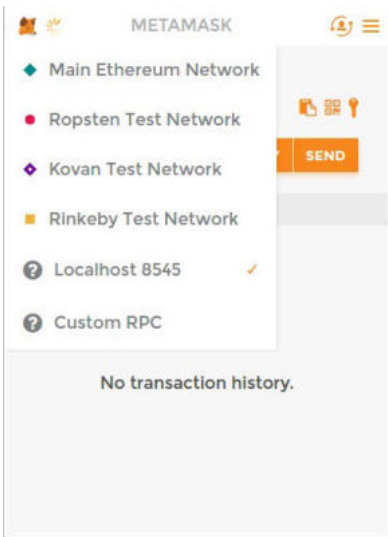 METAMASK
Main Ethereum Network
Ropsten Test Network
SEND
Kovan Test Network
Rinkeby Test Network
Localhost 8545
Custom RPC
No transaction history.